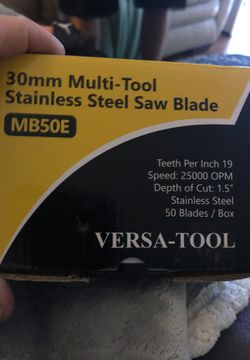 30mm Multi-Tool
Stainless Steel Saw Blade
MB50E
Teeth Per Inch 19
Speed: 25000 OPM
Depth of Cut: 1.5"
Stainless Steel
50 Blades / Box
VERSA-TOOL